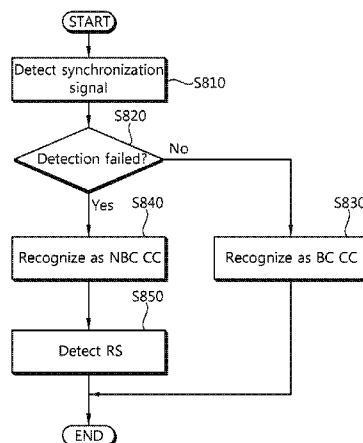 START
Detect synchronization
signal
S810
S820
Detection failed?
No
Yes
S840
S830
Recognize as NBC CC
Recognize as BC CC
S850
Detect RS
END